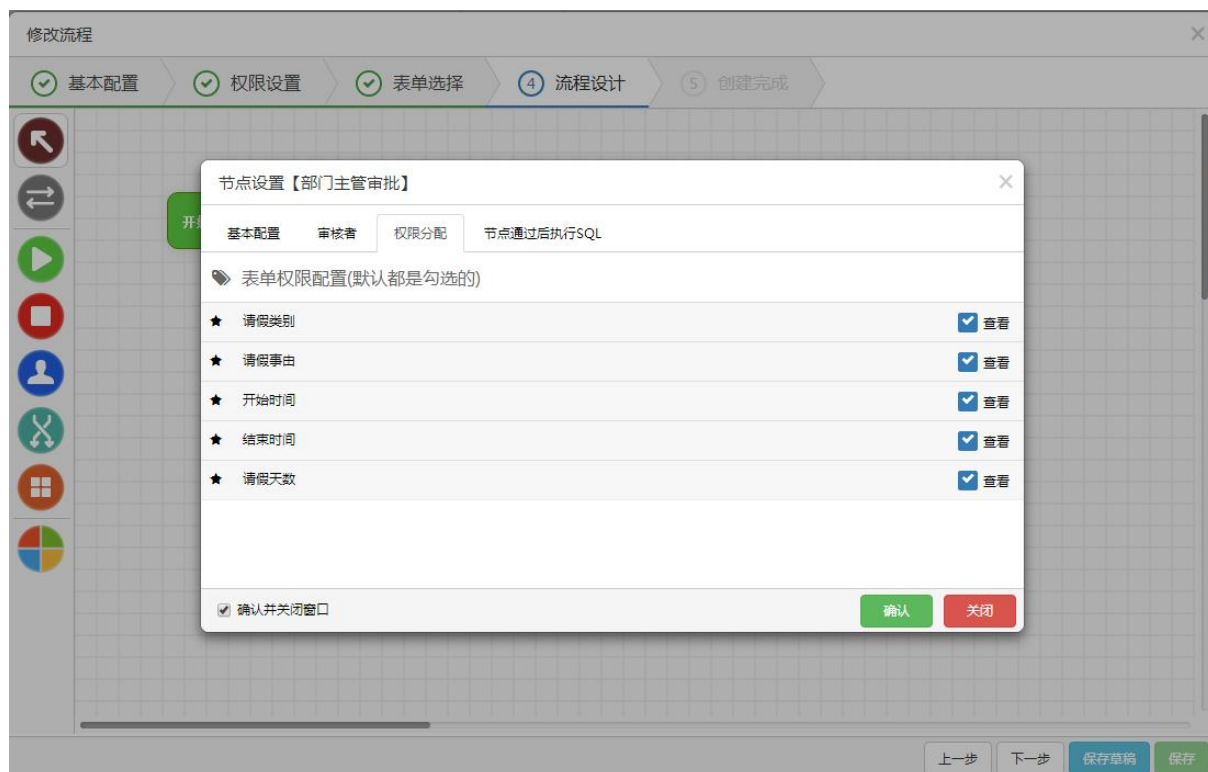 修改流程
基本配置
权限设置
表单选择
4 流程设计
5 创建完成
节点设置【部门主管审批】
开
基本配置 审核者 权限分配 节点通过后执行SQL
表单权限配置(默认都是勾选的)
请假类别 查看
请假事由 查看
开始时间 查看
结束时间 查看
请假天数 查看
确认并关闭窗口 确认 关闭
上一步 下一步 保存草稿 保存